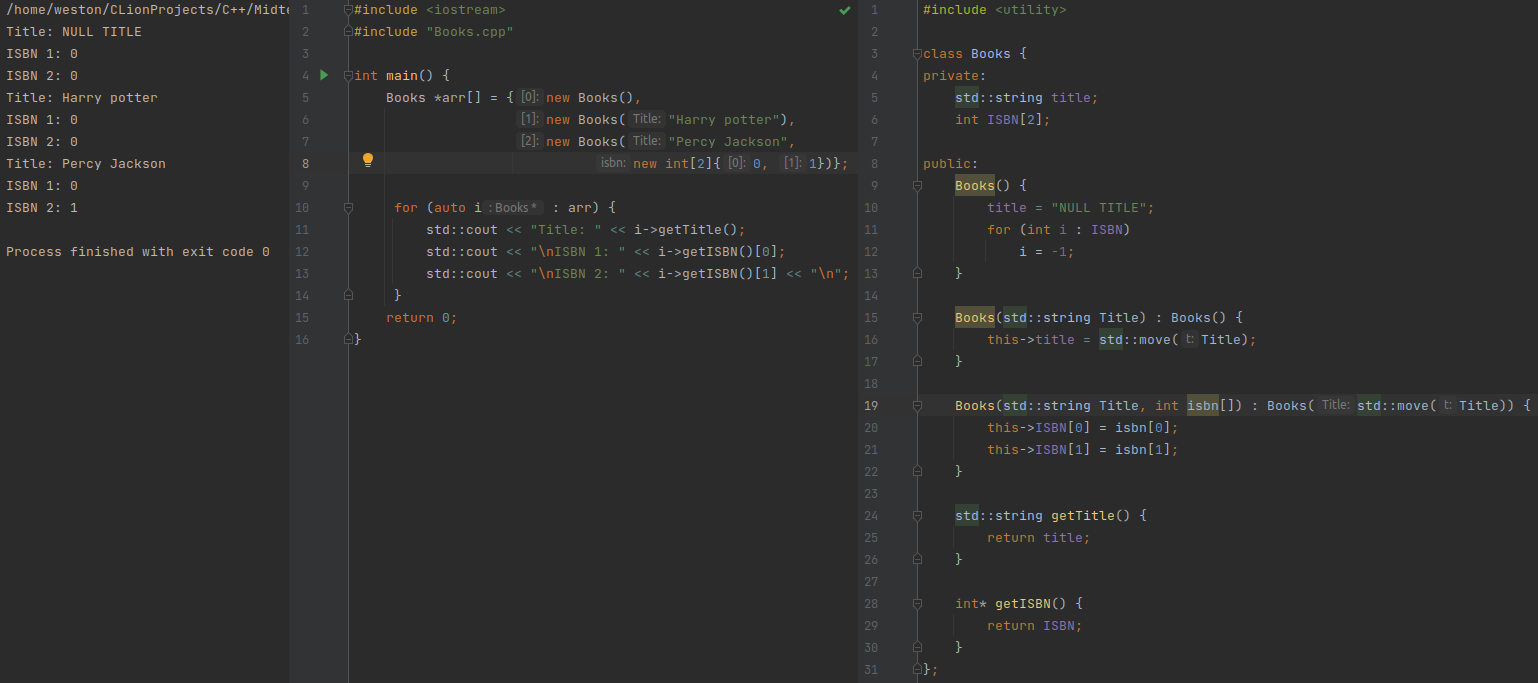 /home/weston/CLionProjects/C++/Midte
Title: NULL TITLE
ISBN 1: 0
ISBN 2: 0
Title: Harry potter
ISBN 1: 0
ISBN 2: 0
Title: Percy Jackson
ISBN 1: 0
ISBN 2: 1
Process finished with exit code 0
1 #include <iostream>
2 #include "Books.cpp"
3
4 int main() {
5 Books *arr[] = { [0]: new Books(),
6 [1]: new Books( Title: "Harry potter"),
7 [2]: new Books( Title: "Percy Jackson",
8 isbn: new int[2]{ [0]: 0, [1]: 1})};
9
10 for (auto i : Books * : arr) {
11 std::cout << "Title: " << i->getTitle();
12 std::cout << "\nISBN 1: " << i->getISBN()[0];
13 std::cout << "\nISBN 2: " << i->getISBN()[1] << "\n";
14 }
15 return 0;
16 }
1 #include <utility>
2
3 class Books {
4 private:
5 std::string title;
6 int ISBN[2];
7
8 public:
9 Books() {
10 title = "NULL TITLE";
11 for (int i : ISBN)
12 i = -1;
13 }
14
15 Books(std::string Title) : Books() {
16 this->title = std::move( t: Title);
17 }
18
19 Books(std::string Title, int isbn[]) : Books( Title: std::move( t: Title)) {
20 this->ISBN[0] = isbn[0];
21 this->ISBN[1] = isbn[1];
22 }
23
24 std::string getTitle() {
25 return title;
26 }
27
28 int* getISBN() {
29 return ISBN;
30 }
31 };